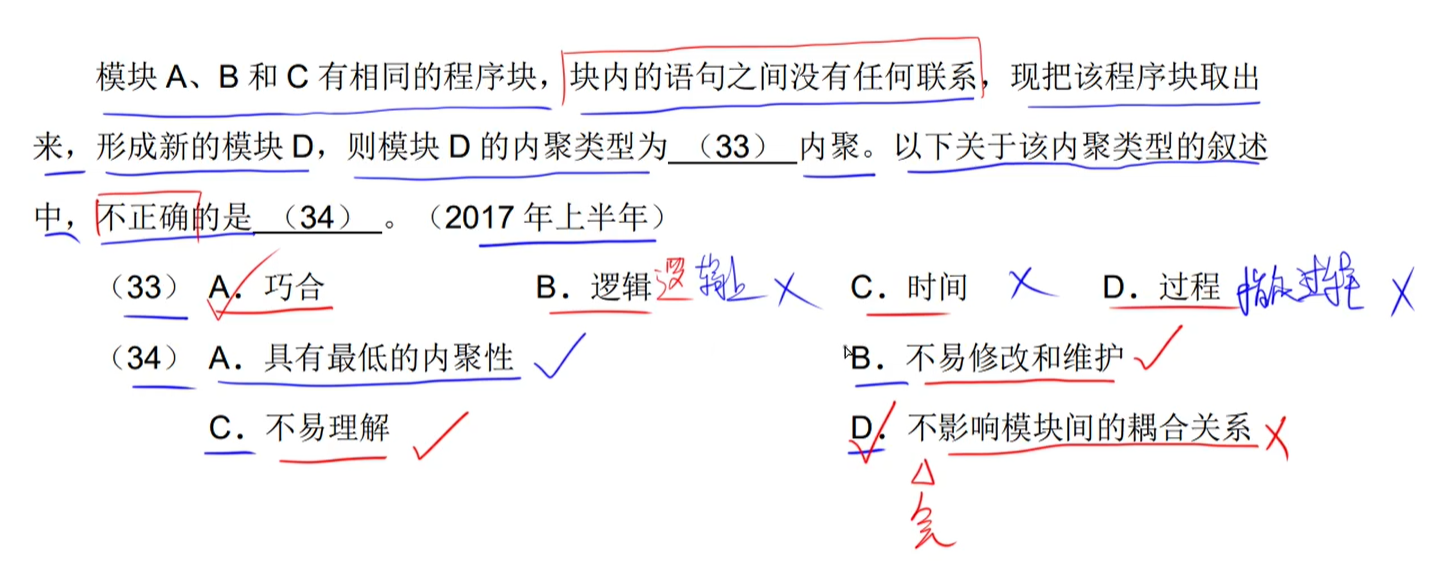 模块 A、B 和 C 有相同的程序块，块内的语句之间没有任何联系，现把该程序块取出
来，形成新的模块 D，则模块 D 的内聚类型为（33）内聚。以下关于该内聚类型的叙述
中，不正确的是（34）。（2017 年上半年）
（33） A．巧合 B．逻辑 逻辑上 C．时间 D．过程
（34） A．具有最低的内聚性 B．不易修改和维护
C．不易理解 D．不影响模块间的耦合关系
会